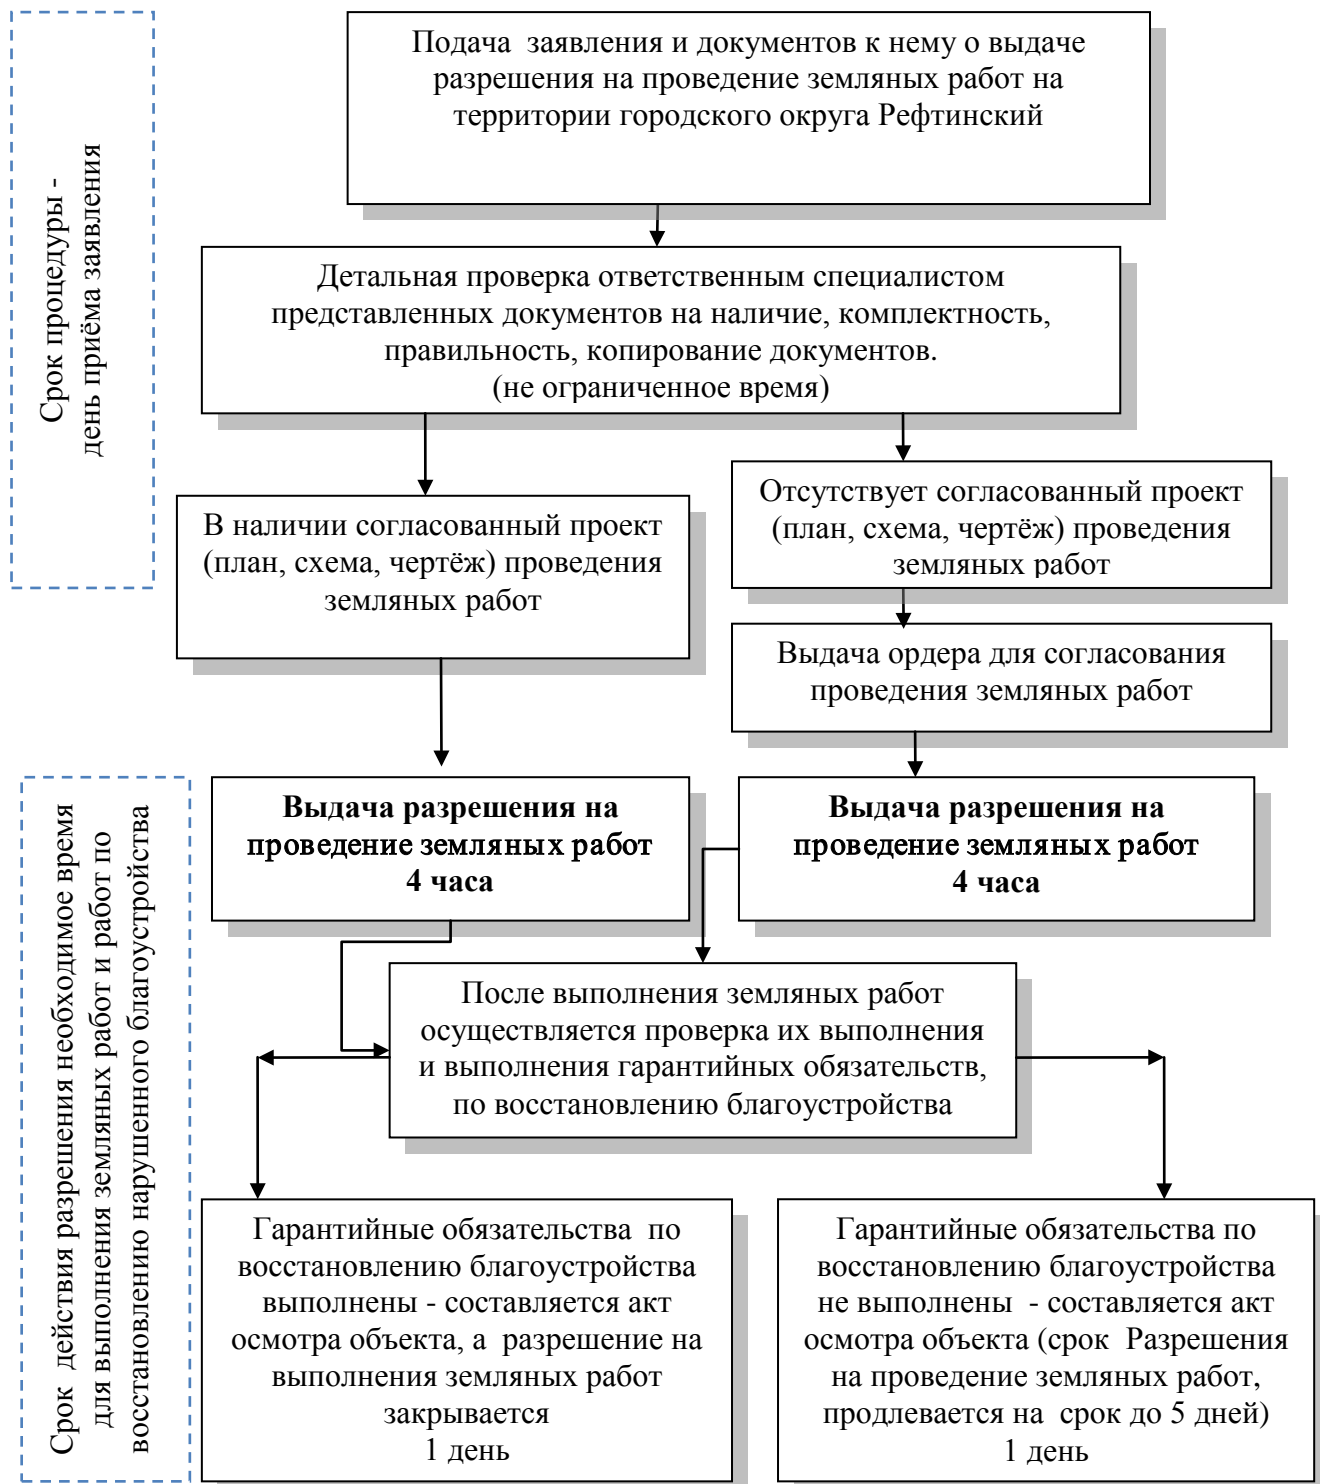 Срок процедуры -
день приёма заявления
Подача заявления и документов к нему о выдаче
разрешения на проведение земляных работ на
территории городского округа Рефтинский
Детальная проверка ответственным специалистом
представленных документов на наличие, комплектность,
правильность, копирование документов.
(не ограниченное время)
В наличии согласованный проект
(план, схема, чертёж) проведения
земляных работ
Отсутствует согласованный проект
(план, схема, чертёж) проведения
земляных работ
Выдача ордера для согласования
проведения земляных работ
Срок действия разрешения необходимое время
для выполнения земляных работ и работ по
восстановлению нарушенного благоустройства
Выдача разрешения на
проведение земляных работ
4 часа
Выдача разрешения на
проведение земляных работ
4 часа
После выполнения земляных работ
осуществляется проверка их выполнения
и выполнения гарантийных обязательств,
по восстановлению благоустройства
Гарантийные обязательства по
восстановлению благоустройства
выполнены - составляется акт
осмотра объекта, а разрешение на
выполнения земляных работ
закрывается
1 день
Гарантийные обязательства по
восстановлению благоустройства
не выполнены - составляется акт
осмотра объекта (срок Разрешения
на проведение земляных работ,
продлевается на срок до 5 дней)
1 день